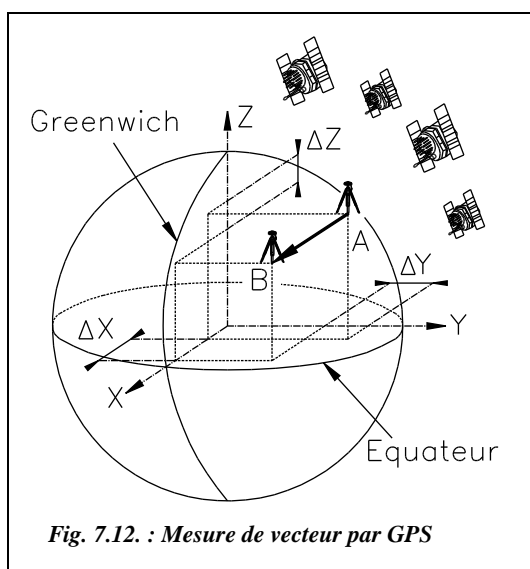 Greenwich
Z
ΔZ
A
B
ΔY
ΔX
Y
X
Equateur
Fig. 7.12. : Mesure de vecteur par GPS